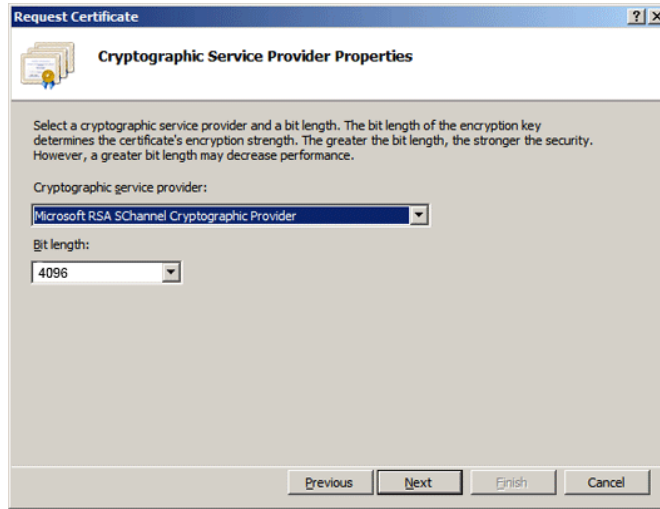 Request Certificate
Cryptographic Service Provider Properties
Select a cryptographic service provider and a bit length. The bit length of the encryption key
determines the certificate's encryption strength. The greater the bit length, the stronger the security.
However, a greater bit length may decrease performance.
Cryptographic service provider:
Microsoft RSA SChannel Cryptographic Provider
Bit length:
4096
Previous Next Finish Cancel